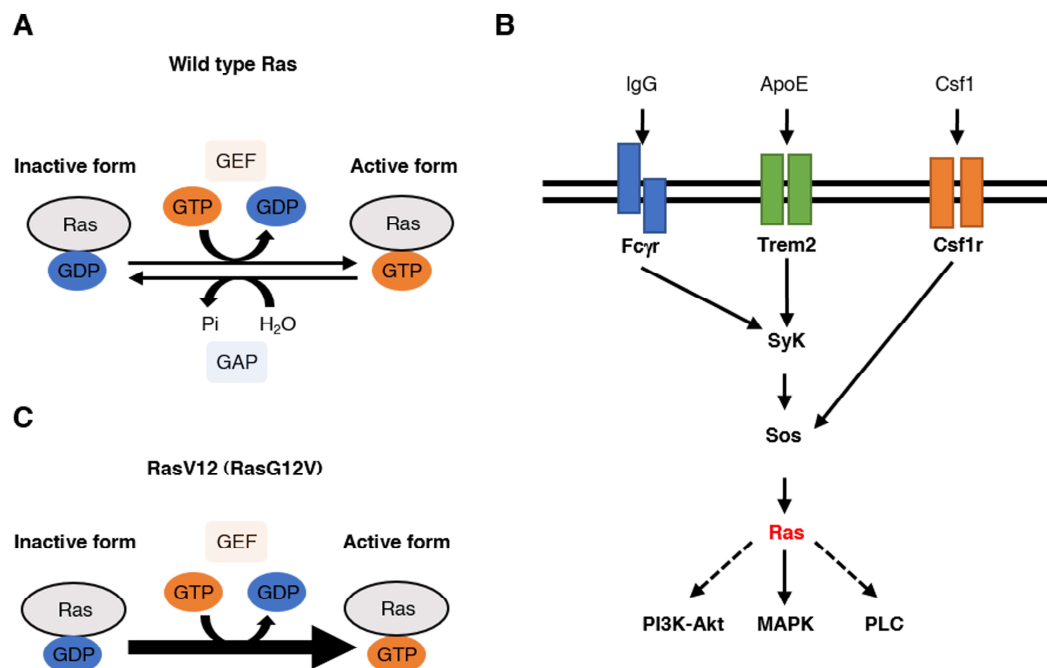 A
Wild type Ras
Inactive form
GEF
Active form
Ras
GTP
GDP
Ras
GDP
GTP
Pi
H₂O
GAP
B
IgG
ApoE
Csf1
Fcγr
Trem2
Csf1r
SyK
Sos
Ras
PI3K-Akt
MAPK
PLC
C
RasV12 (RasG12V)
Inactive form
GEF
Active form
Ras
GTP
GDP
Ras
GDP
GTP